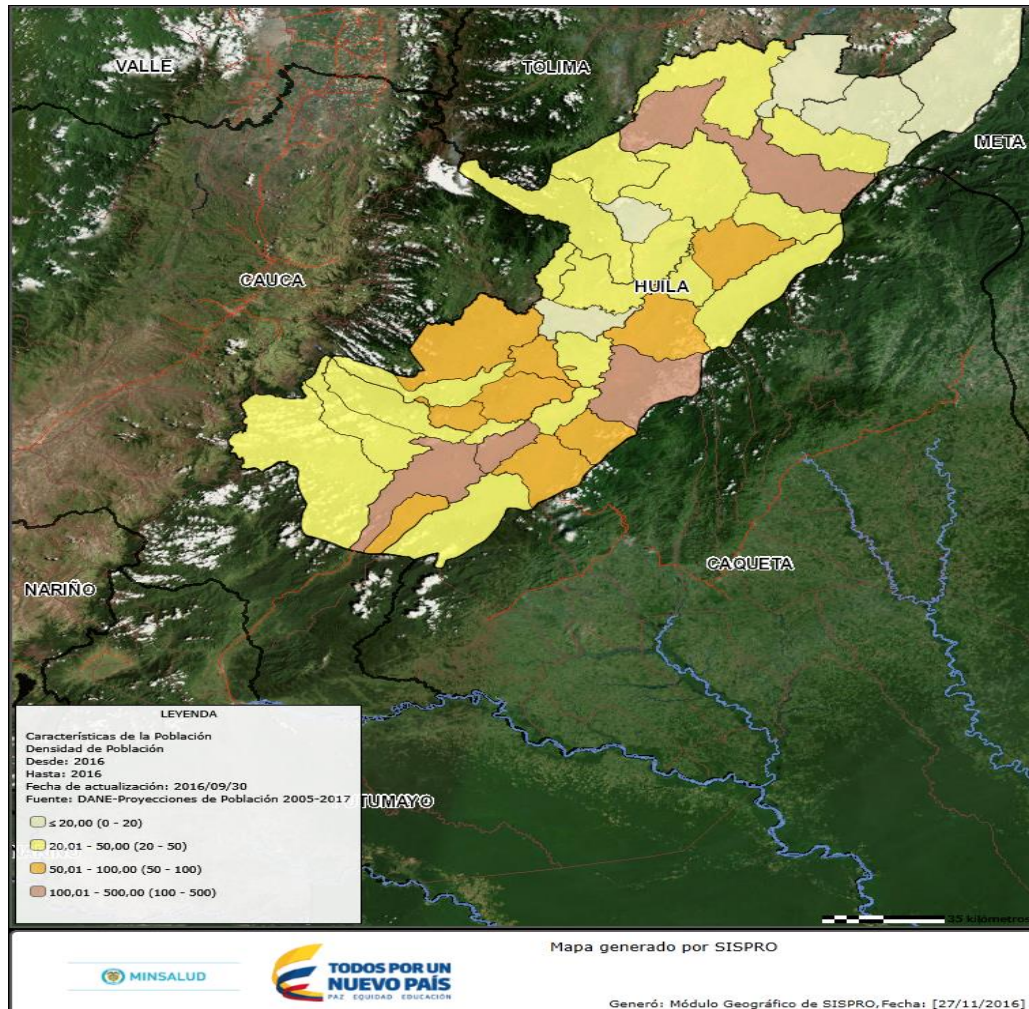 VALLE
TOLIMA
META
CAUCA
HUILA
CAQUETA
NARIÑO
LEYENDA
Características de la Población
Densidad de Población
Desde: 2016
Hasta: 2016
Fecha de actualización: 2016/09/30
Fuente: DANE-Proyecciones de Población 2005-2017
TUMAYO
≤ 20,00 (0 - 20)
20,01 - 50,00 (20 - 50)
50,01 - 100,00 (50 - 100)
100,01 - 500,00 (100 - 500)
35 kilómetros
Mapa generado por SISPRO
MINSALUD
TODOS POR UN
NUEVO PAÍS
PAZ EQUIDAD EDUCACIÓN
Generó: Módulo Geográfico de SISPRO,Fecha: [27/11/2016]